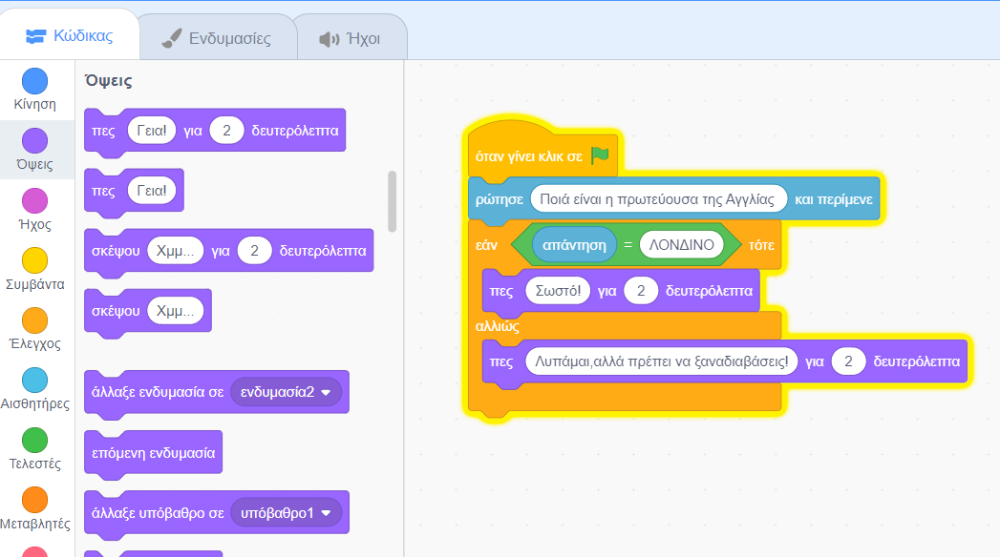 Κώδικας Ενδυμασίες Ήχοι
Κίνηση
Όψεις
Ήχος
Συμβάντα
Έλεγχος
Αισθητήρες
Τελεστές
Μεταβλητές
Όψεις
πες Γεια! για 2 δευτερόλεπτα
πες Γεια!
σκέψου Χμμ... για 2 δευτερόλεπτα
σκέψου Χμμ...
άλλαξε ενδυμασία σε ενδυμασία2
επόμενη ενδυμασία
άλλαξε υπόβαθρο σε υπόβαθρο1
όταν γίνει κλικ σε
ρώτησε Ποιά είναι η πρωτεύουσα της Αγγλίας και περίμενε
εάν απάντηση = ΛΟΝΔΙΝΟ τότε
πες Σωστό! για 2 δευτερόλεπτα
αλλιώς
πες Λυπάμαι,αλλά πρέπει να ξαναδιαβάσεις! για 2 δευτερόλεπτα